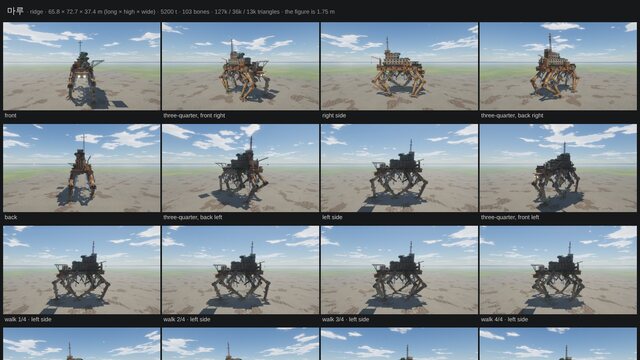 마루 ridge · 65.8 × 72.7 × 37.4 m (long × high × wide) · 5200 t · 103 bones · 127k / 36k / 13k triangles · the figure is 1.75 m
front three-quarter, front right right side three-quarter, back right
back three-quarter, back left left side three-quarter, front left
walk 1/4 · left side walk 2/4 · left side walk 3/4 · left side walk 4/4 · left side